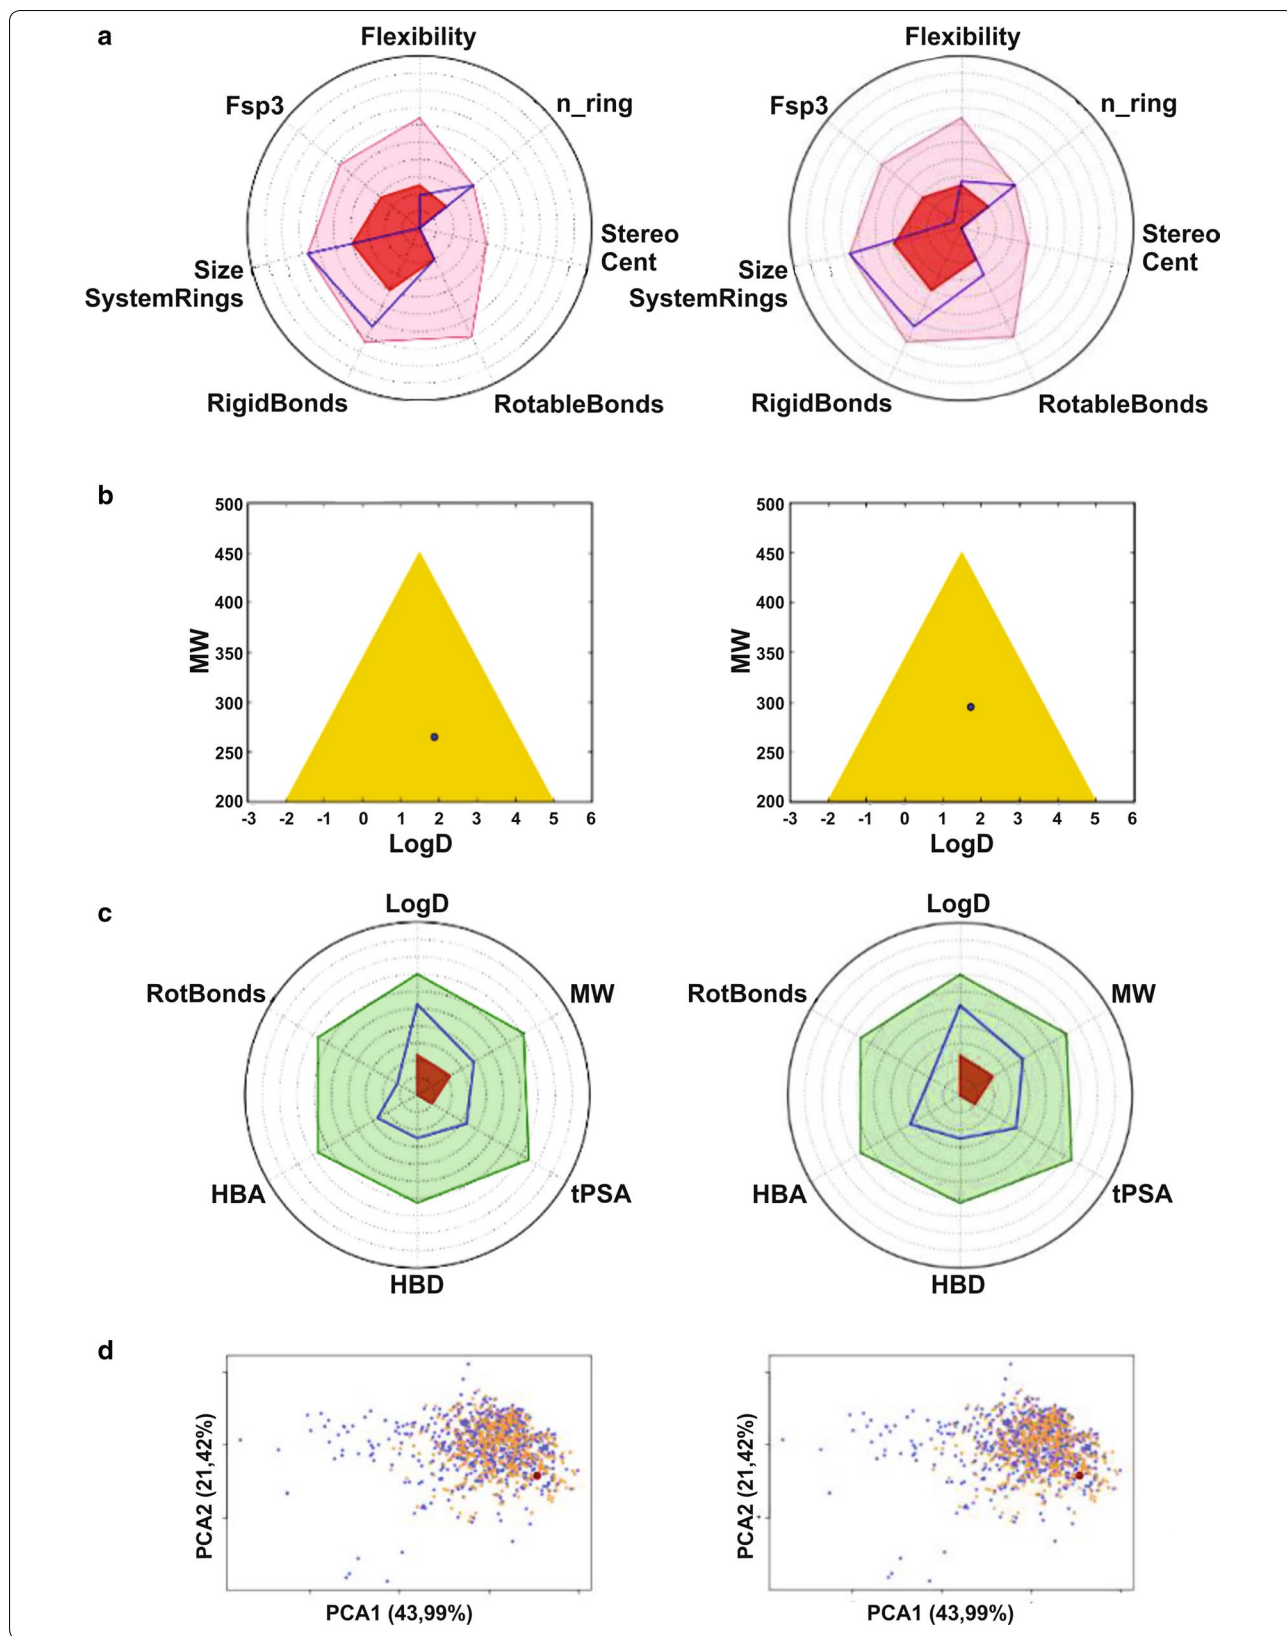 a
Flexibility
Flexibility
Fsp3
n_ring
Fsp3
n_ring
Stereo
Cent
Stereo
Cent
Size
SystemRings
Size
SystemRings
RigidBonds
RotableBonds
RigidBonds
RotableBonds
b
500
450
400
350
300
250
200
MW
-3 -2 -1 0 1 2 3 4 5 6
LogD
500
450
400
350
300
250
200
MW
-3 -2 -1 0 1 2 3 4 5 6
LogD
c
LogD
LogD
RotBonds
MW
RotBonds
MW
HBA
tPSA
HBA
tPSA
HBD
HBD
d
PCA2 (21,42%)
PCA1 (43,99%)
PCA2 (21,42%)
PCA1 (43,99%)